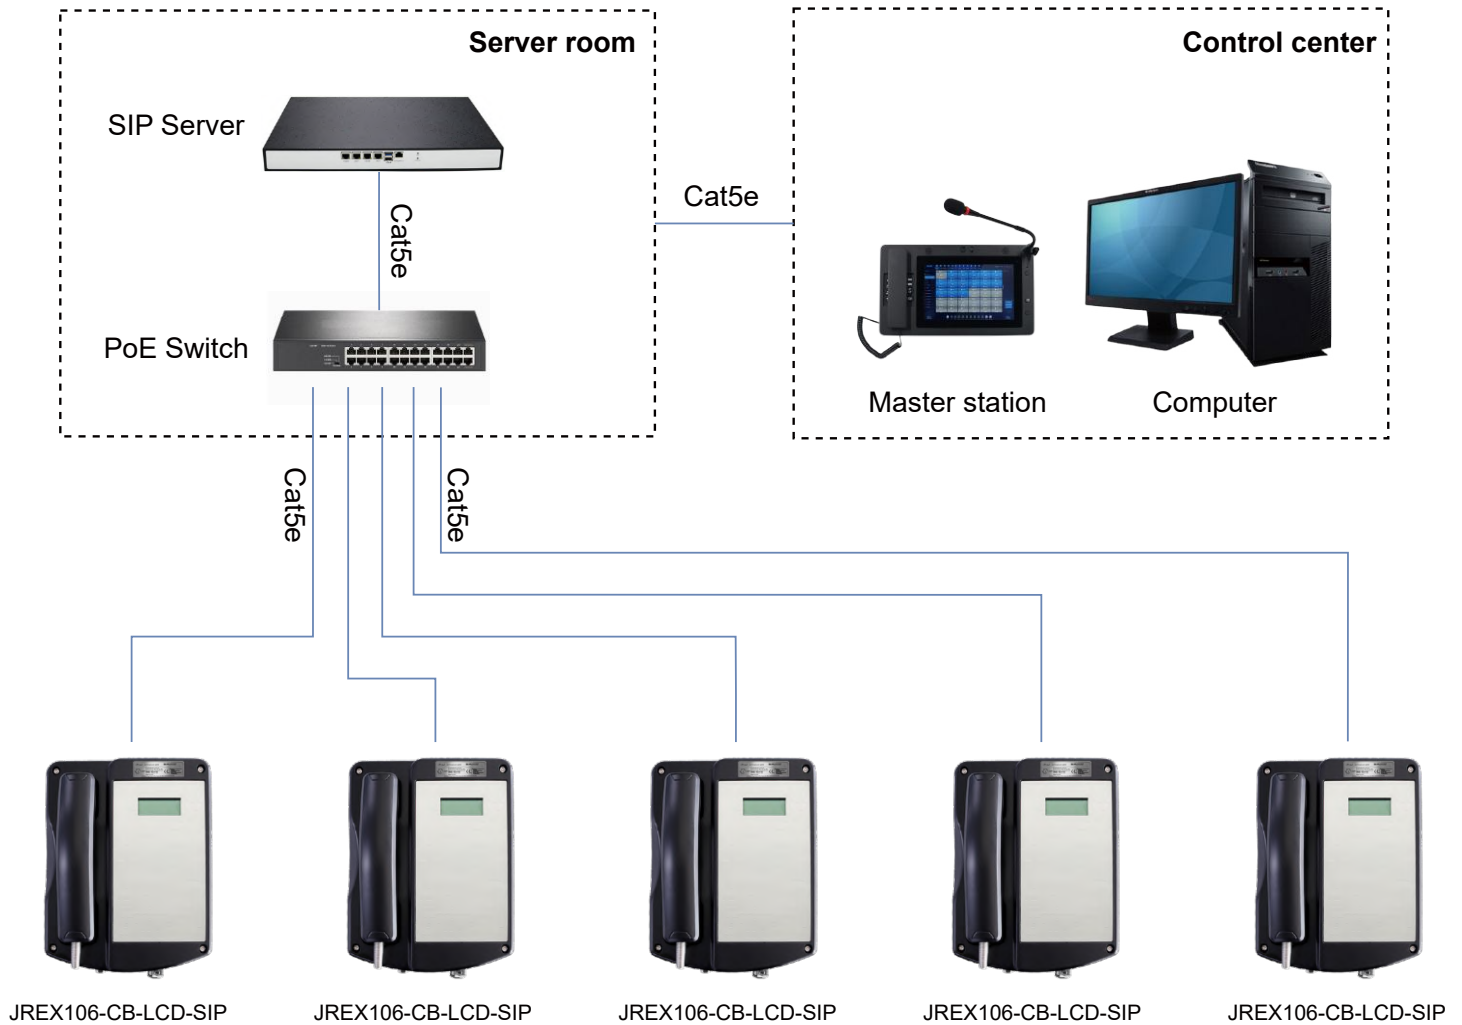 Server room
Control center
SIP Server
Cat5e
Cat5e
PoE Switch
Master station
Computer
Cat5e
Cat5e
JREX106-CB-LCD-SIP
JREX106-CB-LCD-SIP
JREX106-CB-LCD-SIP
JREX106-CB-LCD-SIP
JREX106-CB-LCD-SIP